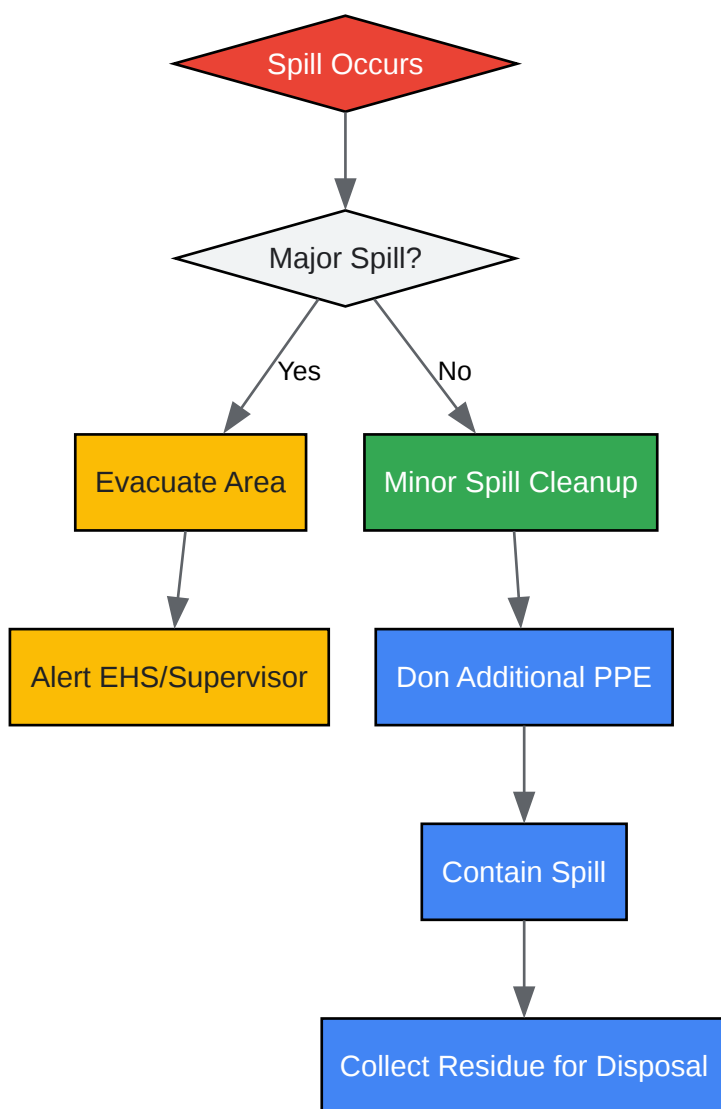 Spill Occurs
Major Spill?
Yes
No
Evacuate Area
Minor Spill Cleanup
Alert EHS/Supervisor
Don Additional PPE
Contain Spill
Collect Residue for Disposal